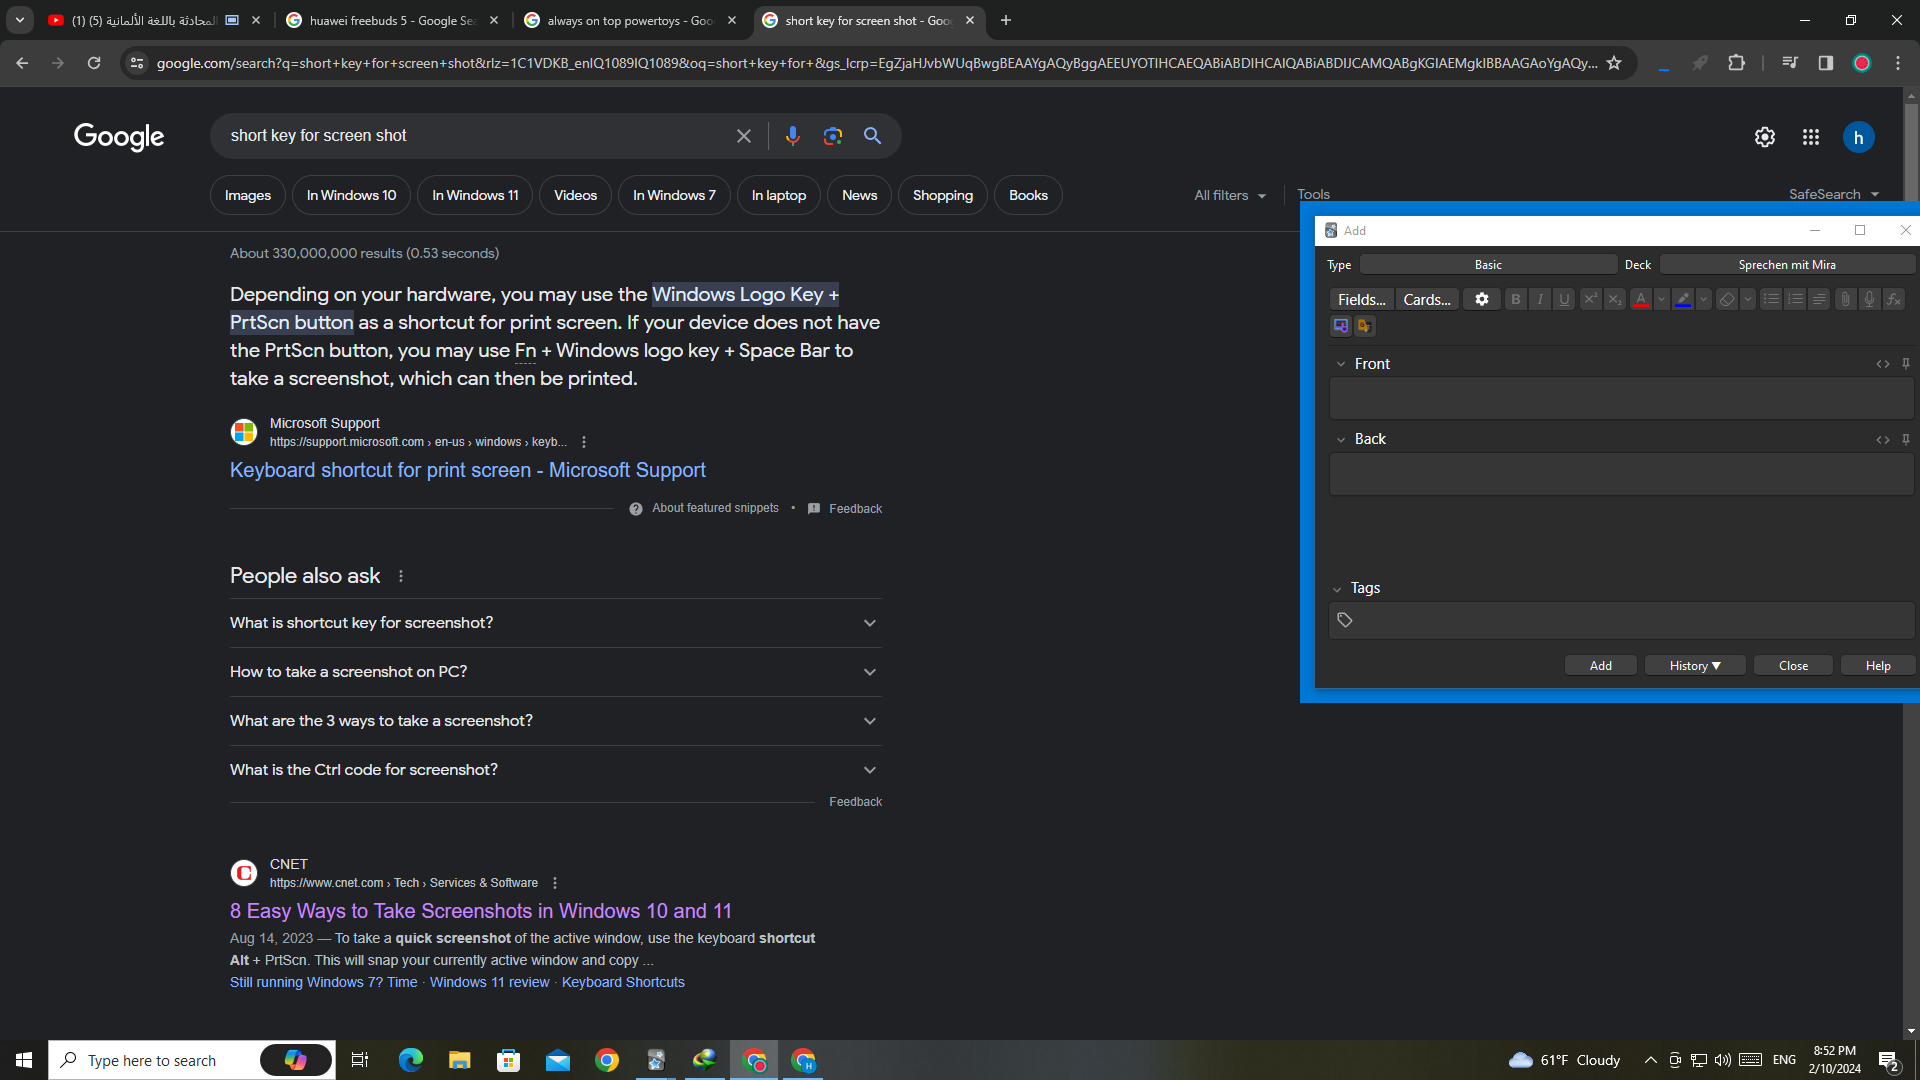 المحادثة باللغة الألمانية (5) (1)
huawei freebuds 5 - Google Sea
always on top powertoys - Goo
short key for screen shot - Goo
google.com/search?q=short+key+for+screen+shot&rlz=1C1VDKB_enIQ1089IQ1089&oq=short+key+for+&gs_lcrp=EgZjaHJvbWUqBwgBEAAYgAQyBggAEEUYOTIHCAEQABiABDIHCAIQABiABDIJCAMQABgKGIAEMgkIBBAAGAoYgAQy...
Google
short key for screen shot
h
Images
In Windows 10
In Windows 11
Videos
In Windows 7
In laptop
News
Shopping
Books
All filters
Tools
SafeSearch
About 330,000,000 results (0.53 seconds)
Depending on your hardware, you may use the Windows Logo Key +
PrtScn button as a shortcut for print screen. If your device does not have
the PrtScn button, you may use Fn + Windows logo key + Space Bar to
take a screenshot, which can then be printed.
Microsoft Support
https://support.microsoft.com › en-us › windows › keyb...
Keyboard shortcut for print screen - Microsoft Support
About featured snippets • Feedback
People also ask
What is shortcut key for screenshot?
How to take a screenshot on PC?
What are the 3 ways to take a screenshot?
What is the Ctrl code for screenshot?
Feedback
CNET
https://www.cnet.com › Tech › Services & Software
8 Easy Ways to Take Screenshots in Windows 10 and 11
Aug 14, 2023 — To take a quick screenshot of the active window, use the keyboard shortcut
Alt + PrtScn. This will snap your currently active window and copy ...
Still running Windows 7? Time · Windows 11 review · Keyboard Shortcuts
Add
Type
Basic
Deck
Sprechen mit Mira
Fields...
Cards...
B
I
U
Front
Back
Tags
Add
History ▼
Close
Help
Type here to search
61°F Cloudy
ENG
8:52 PM
2/10/2024
2